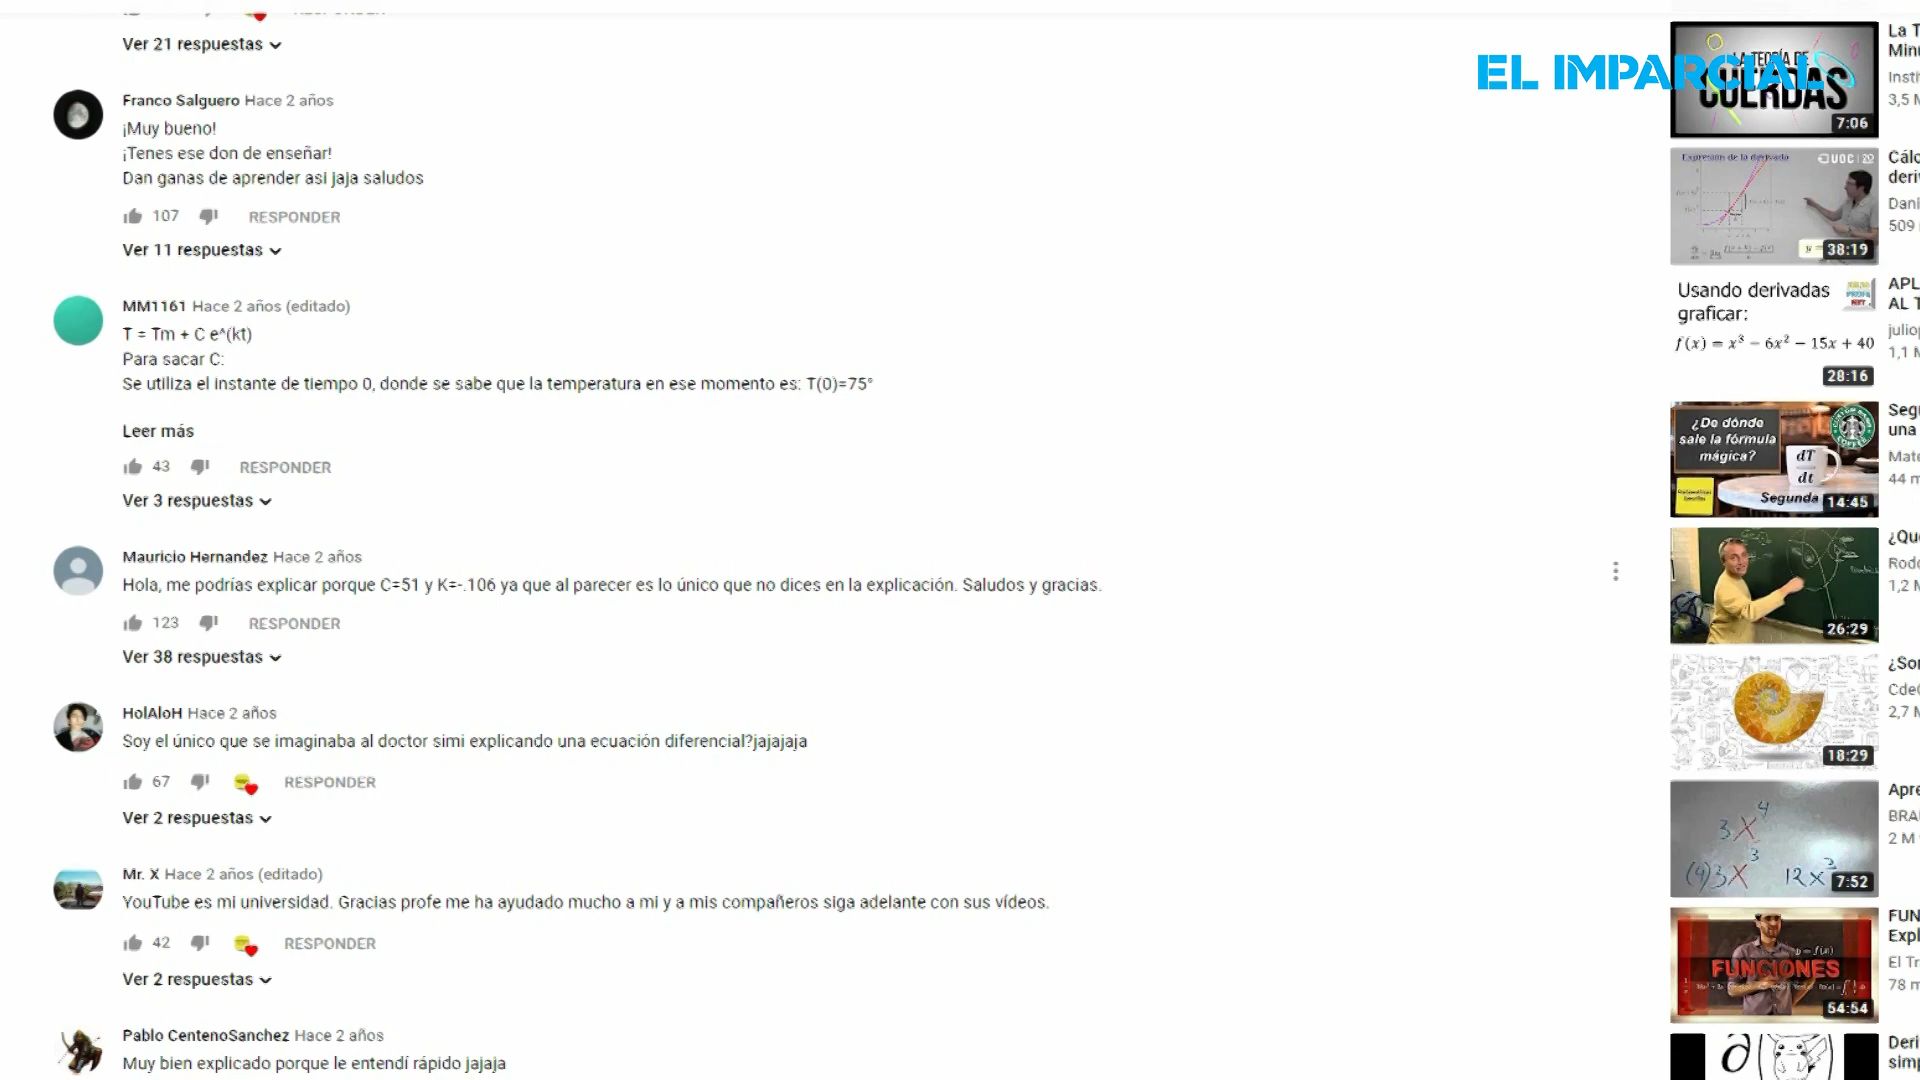 RESPONDER
Ver 21 respuestas
Franco Salguero Hace 2 años
¡Muy bueno!
¡Tenes ese don de enseñar!
Dan ganas de aprender asi jaja saludos
107 RESPONDER
Ver 11 respuestas
MM1161 Hace 2 años (editado)
T = Tm + C e^(kt)
Para sacar C:
Se utiliza el instante de tiempo 0, donde se sabe que la temperatura en ese momento es: T(0)=75°
Leer más
43 RESPONDER
Ver 3 respuestas
Mauricio Hernandez Hace 2 años
Hola, me podrías explicar porque C=51 y K=-.106 ya que al parecer es lo único que no dices en la explicación. Saludos y gracias.
123 RESPONDER
Ver 38 respuestas
HolAloH Hace 2 años
Soy el único que se imaginaba al doctor simi explicando una ecuación diferencial?jajajaja
67 RESPONDER
Ver 2 respuestas
Mr. X Hace 2 años (editado)
YouTube es mi universidad. Gracias profe me ha ayudado mucho a mi y a mis compañeros siga adelante con sus vídeos.
42 RESPONDER
Ver 2 respuestas
Pablo CentenoSanchez Hace 2 años
Muy bien explicado porque le entendí rápido jajaja
EL IMPARCIAL
LA TEORÍA DE
CUERDAS
7:06
La T
Minu
Insti
3,5 M
Expresión de la derivada
UOC 20
38:19
Cálc
deriv
Dani
509
Usando derivadas
graficar:
f(x) = x³ − 6x² − 15x + 40
28:16
APL
AL T
juliop
1,1 M
¿De dónde
sale la fórmula
mágica?
dT
dt
Segunda
14:45
Segu
una
Mate
44 m
26:29
¿Que
Rodo
1,2 M
18:29
¿Son
CdeC
2,7 M
3X⁴
(4)3X³ 12X³
7:52
Apre
BRAI
2 M
FUNCIONES
54:54
FUN
Expl
El Tr
78 m
∂
Deri
simp